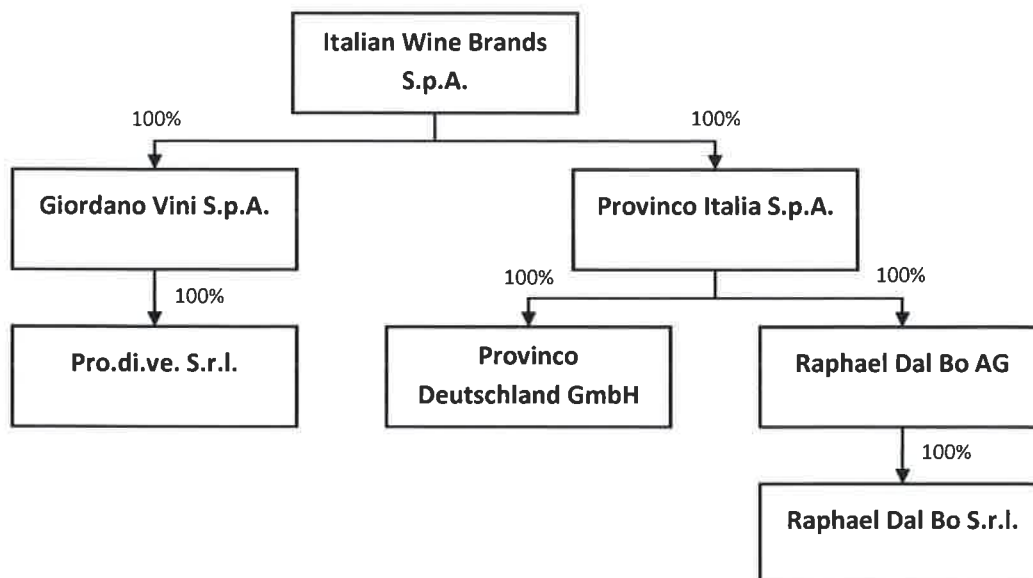 Italian Wine Brands
S.p.A.
100%
100%
Giordano Vini S.p.A.
Provinco Italia S.p.A.
100%
100%
100%
Pro.di.ve. S.r.l.
Provinco
Deutschland GmbH
Raphael Dal Bo AG
100%
Raphael Dal Bo S.r.l.